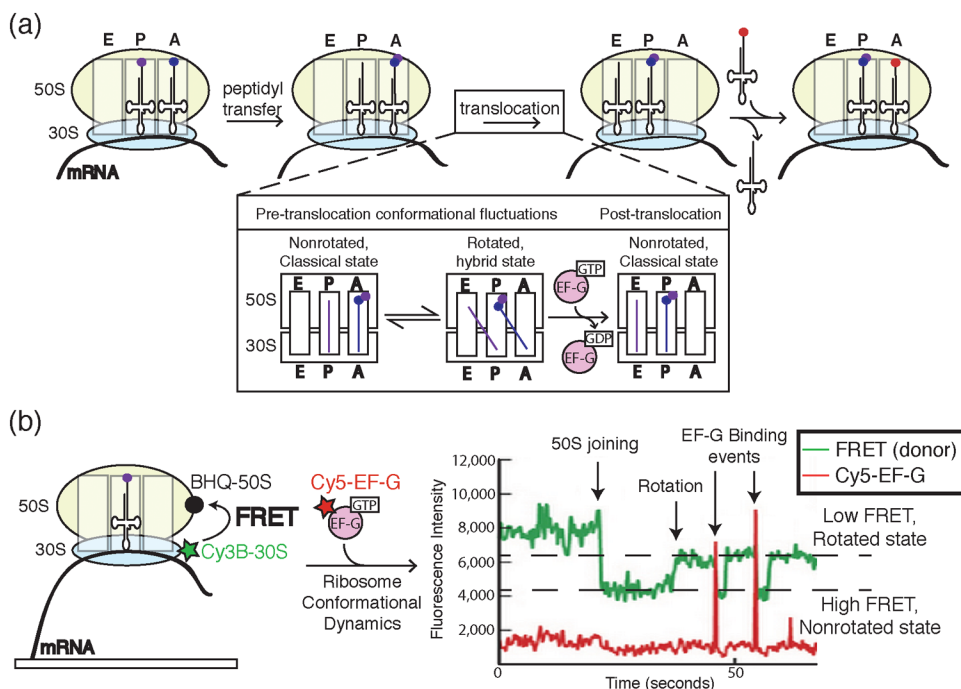 (a)
E P A
50S
30S
mRNA
peptidyl
transfer
E P A
translocation
E P A
E P A
Pre-translocation conformational fluctuations
Post-translocation
Nonrotated,
Classical state
E P A
50S
30S
E P A
Rotated,
hybrid state
E P A
E P A
GTP
EF-G
GDP
EF-G
Nonrotated,
Classical state
E P A
E P A
(b)
50S
30S
BHQ-50S
FRET
Cy3B-30S
mRNA
Cy5-EF-G
GTP
EF-G
Ribosome
Conformational
Dynamics
50S joining
Rotation
EF-G Binding
events
FRET (donor)
Cy5-EF-G
Low FRET,
Rotated state
High FRET,
Nonrotated state
Fluorescence Intensity
12,000
10,000
8,000
6,000
4,000
2,000
0
50
Time (seconds)